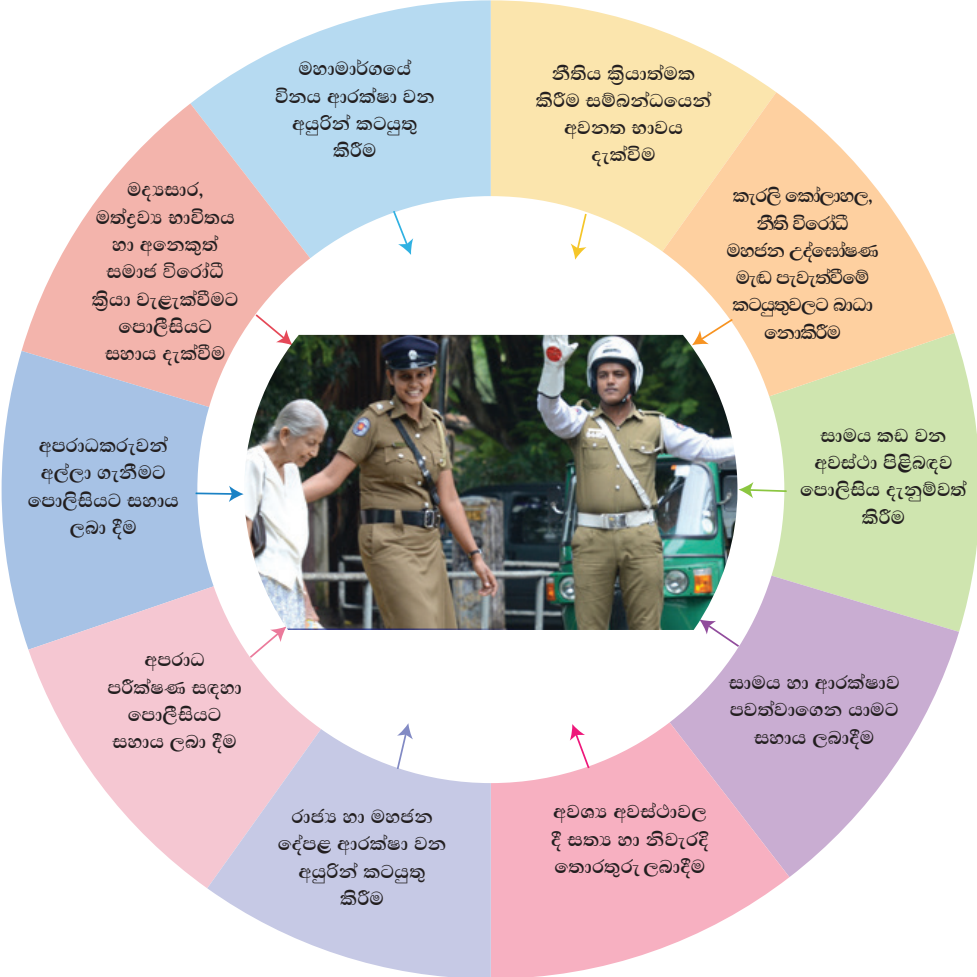 නීතිය ක්‍රියාත්මක
කිරීම සම්බන්ධයෙන්
අවනත භාවය
දැක්විම
කැරලි කෝලාහල,
නීති විරෝධී
මහජන උද්ඝෝෂණ
මැඬ පැවැත්වීමේ
කටයුතුවලට බාධා
නොකිරීම
සාමය කඩ වන
අවස්ථා පිළිබඳව
පොලිසිය දැනුම්වත්
කිරීම
සාමය හා ආරක්ෂාව
පවත්වාගෙන යාමට
සහාය ලබාදීම
අවශ්‍ය අවස්ථාවල
දී සත්‍ය හා නිවැරදි
තොරතුරු ලබාදීම
රාජ්‍ය හා මහජන
දේපළ ආරක්ෂා වන
අයුරින් කටයුතු
කිරීම
අපරාධ
පරීක්ෂණ සඳහා
පොලීසියට
සහාය ලබා දීම
අපරාධකරුවන්
අල්ලා ගැනීමට
පොලිසියට සහාය
ලබා දීම
මද්‍යසාර,
මත්ද්‍රව්‍ය භාවිතය
හා අනෙකුත්
සමාජ විරෝධී
ක්‍රියා වැළැක්වීමට
පොලීසියට
සහාය දැක්වීම
මහාමාර්ගයේ
විනය ආරක්ෂා වන
අයුරින් කටයුතු
කිරීම